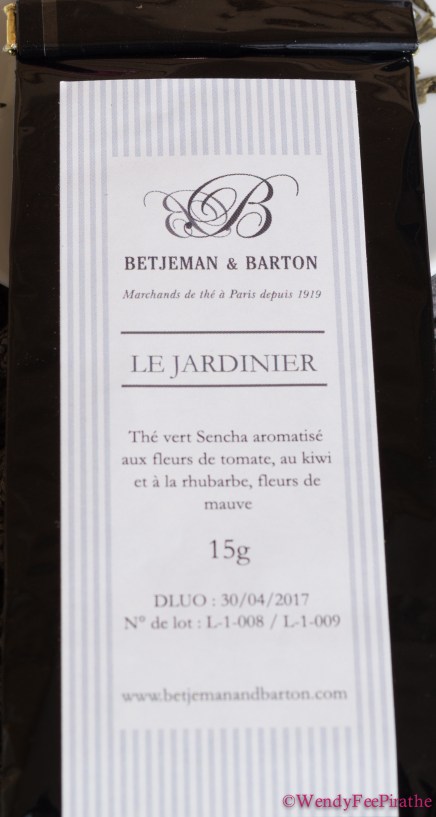 BB
BETJEMAN & BARTON
Marchands de thé à Paris depuis 1919
LE JARDINIER
Thé vert Sencha aromatisé
aux fleurs de tomate, au kiwi
et à la rhubarbe, fleurs de
mauve
15g
DLUO : 30/04/2017
N° de lot : L-1-008 / L-1-009
www.betjemanandbarton.com
©WendyFeePirathe